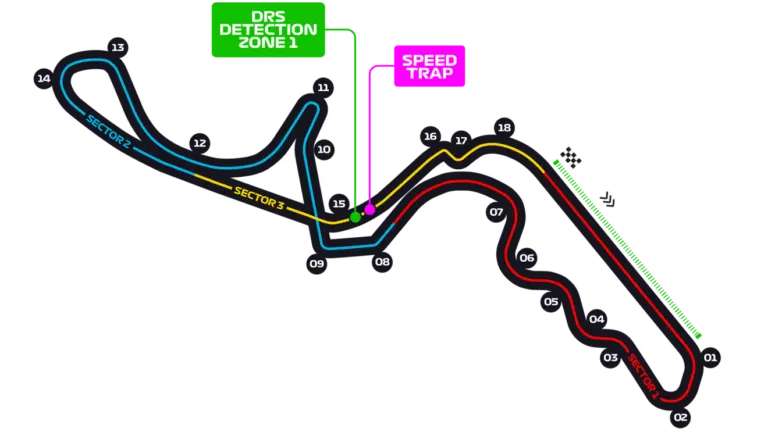 DRS
DETECTION
ZONE 1
SPEED
TRAP
13
14
11
12
10
18
16
17
15
07
09
08
06
05
04
03
01
02
SECTOR 2
SECTOR 3
SECTOR 1